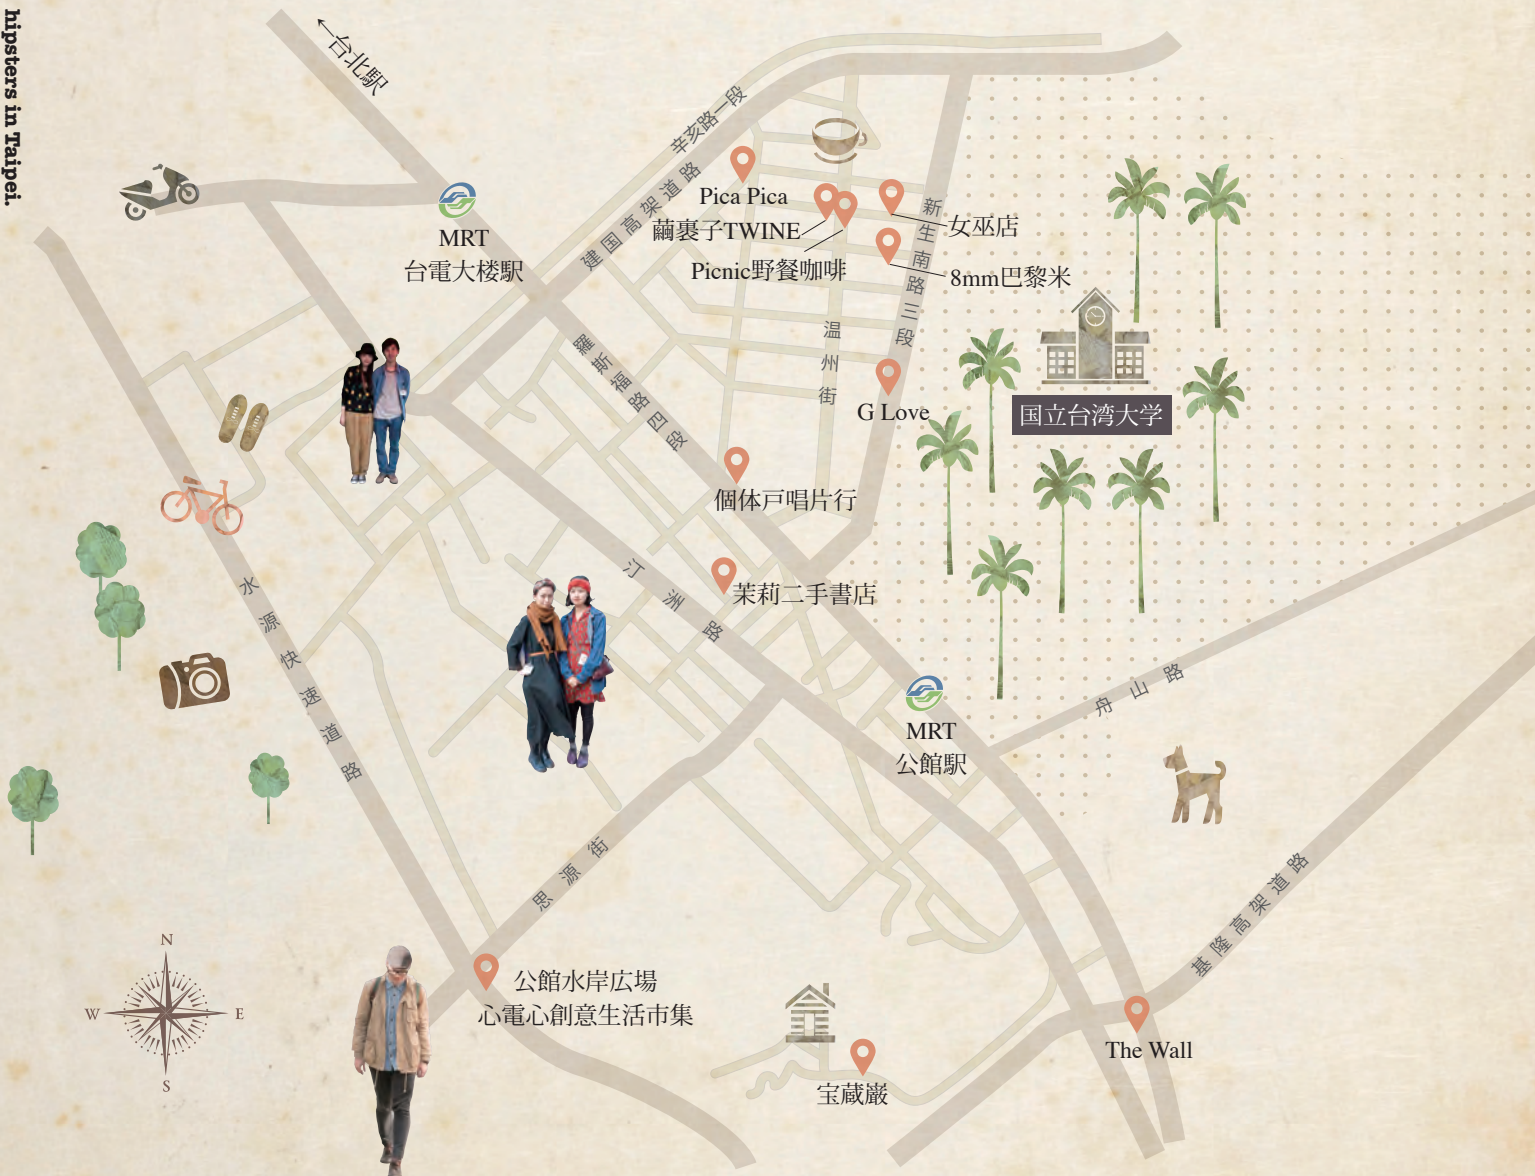 hipsters in Taipei.
←台北駅
辛亥路一段
建国高架道路
Pica Pica
繭裹子TWINE
Picnic野餐咖啡
女巫店
8mm巴黎米
新生南路三段
MRT
台電大楼駅
羅斯福路四段
温州街
G Love
国立台湾大学
個体戸唱片行
茉莉二手書店
汀洲路
水源快速道路
舟山路
MRT
公館駅
思源街
基隆高架道路
N
W
E
S
公館水岸広場
心電心創意生活市集
The Wall
宝蔵巌